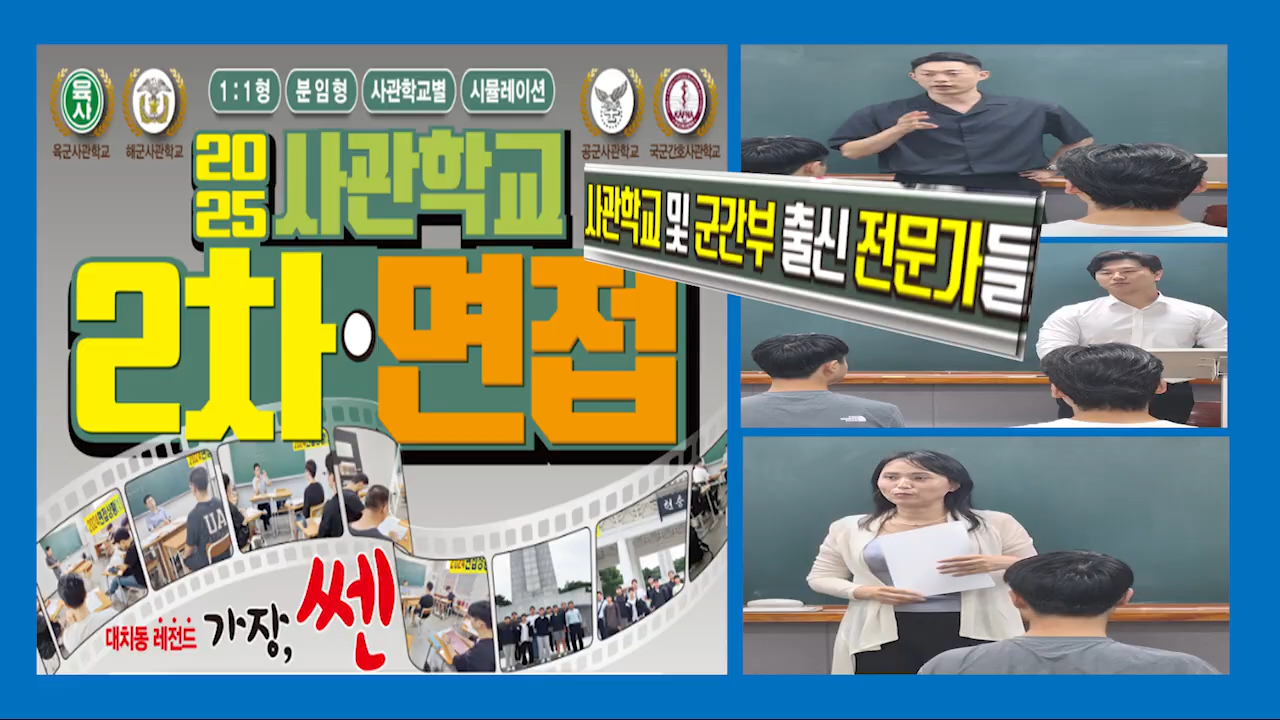 육사
육군사관학교
해군사관학교
1:1형
분임형
사관학교별
시뮬레이션
KAFNA
공군사관학교
국군간호사관학교
2025 사관학교
2차·면접
사관학교 및 군간부 출신 전문가들
UA
대치동 레전드 가장, 쎈